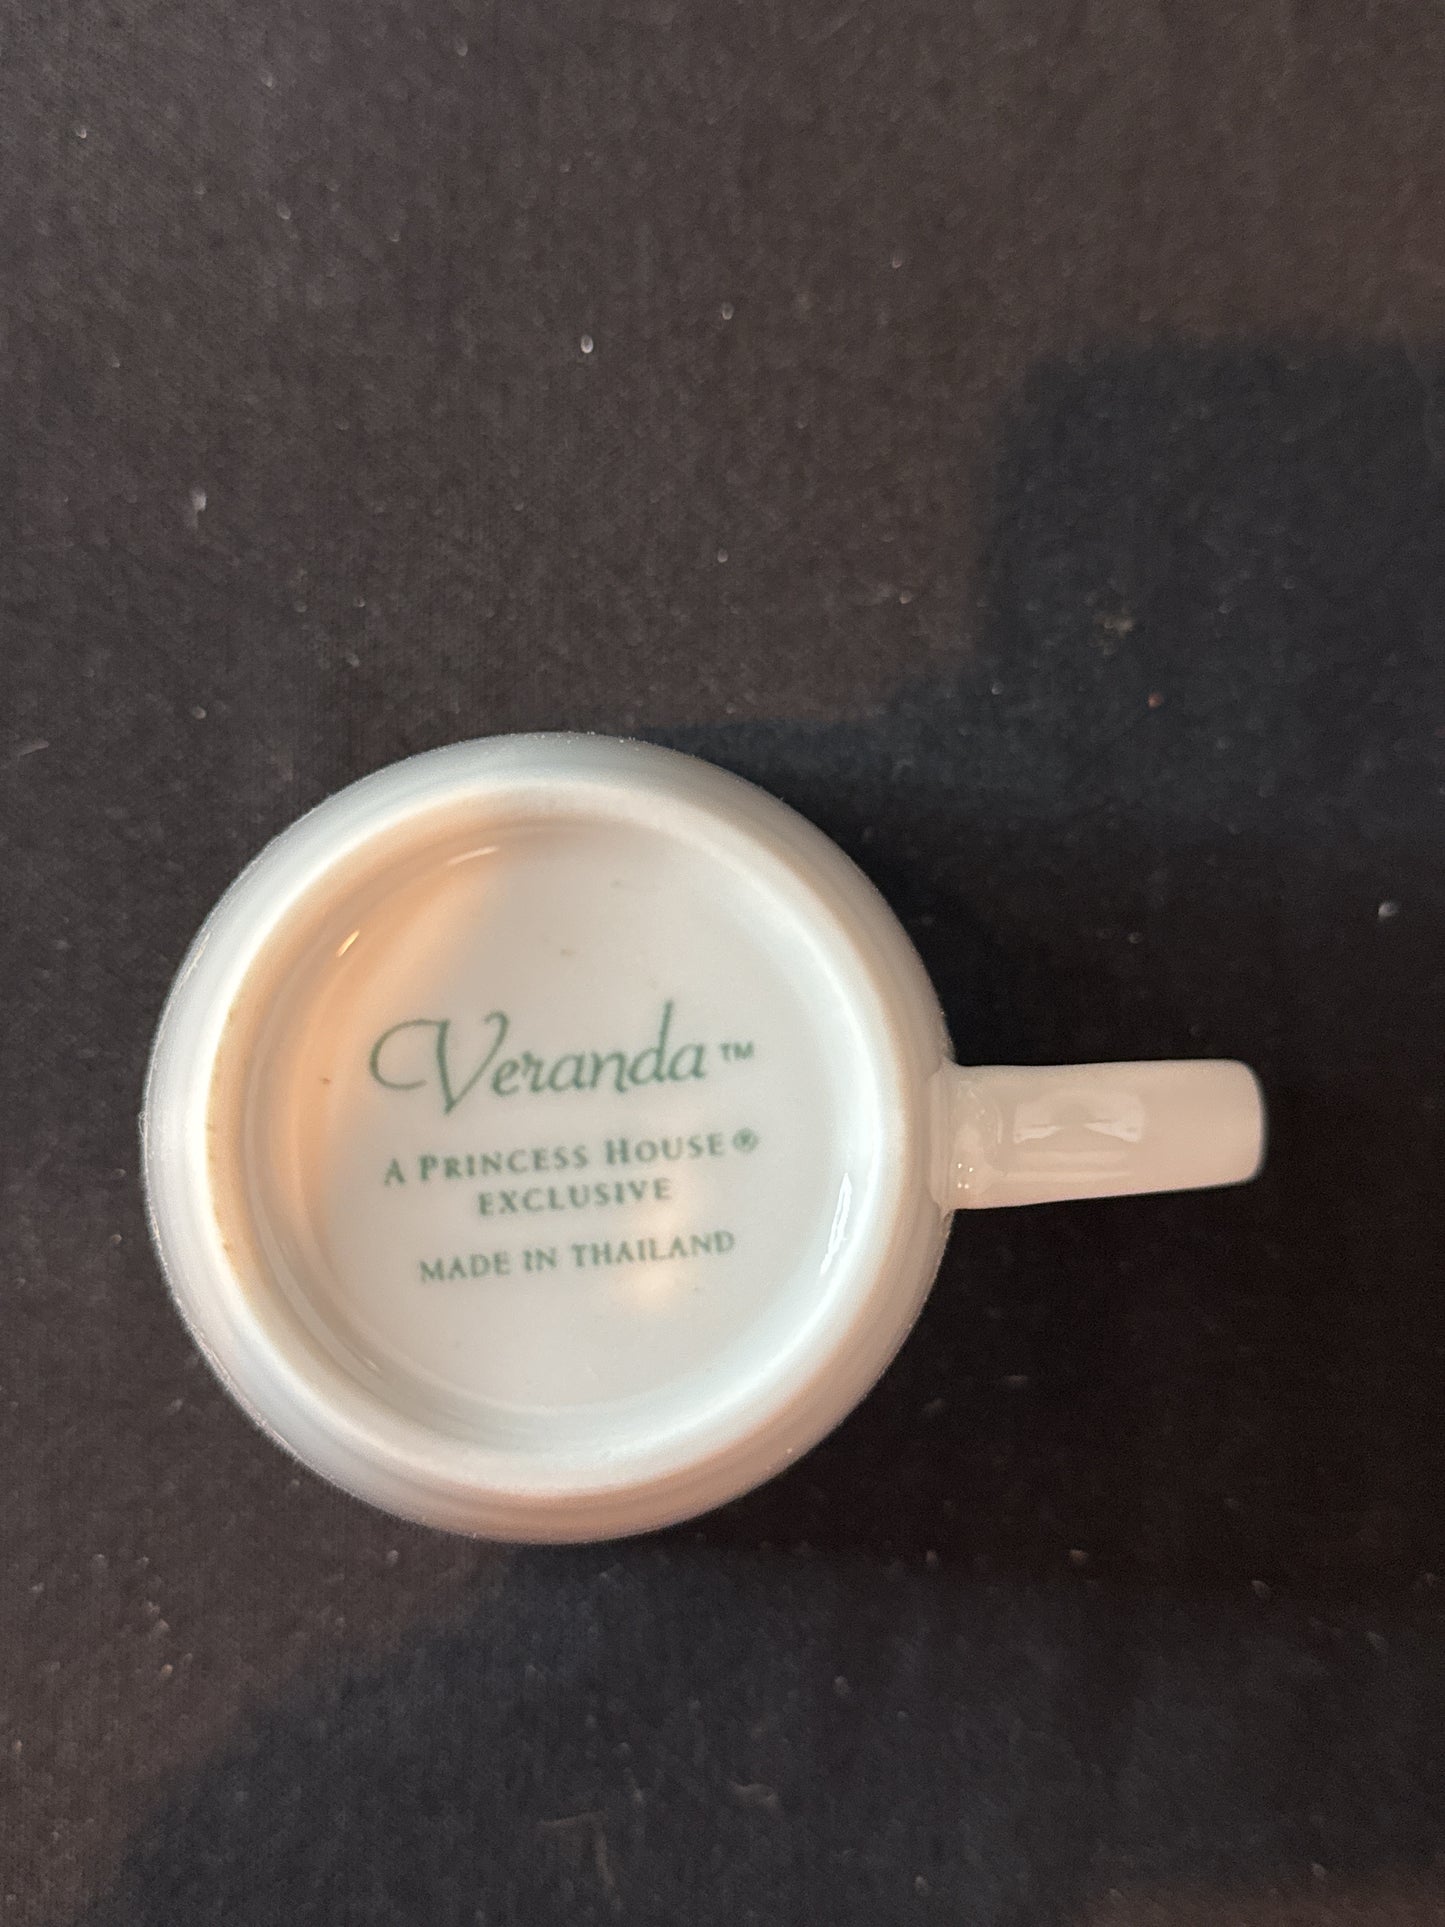 Veranda™
A PRINCESS HOUSE®
EXCLUSIVE
MADE IN THAILAND